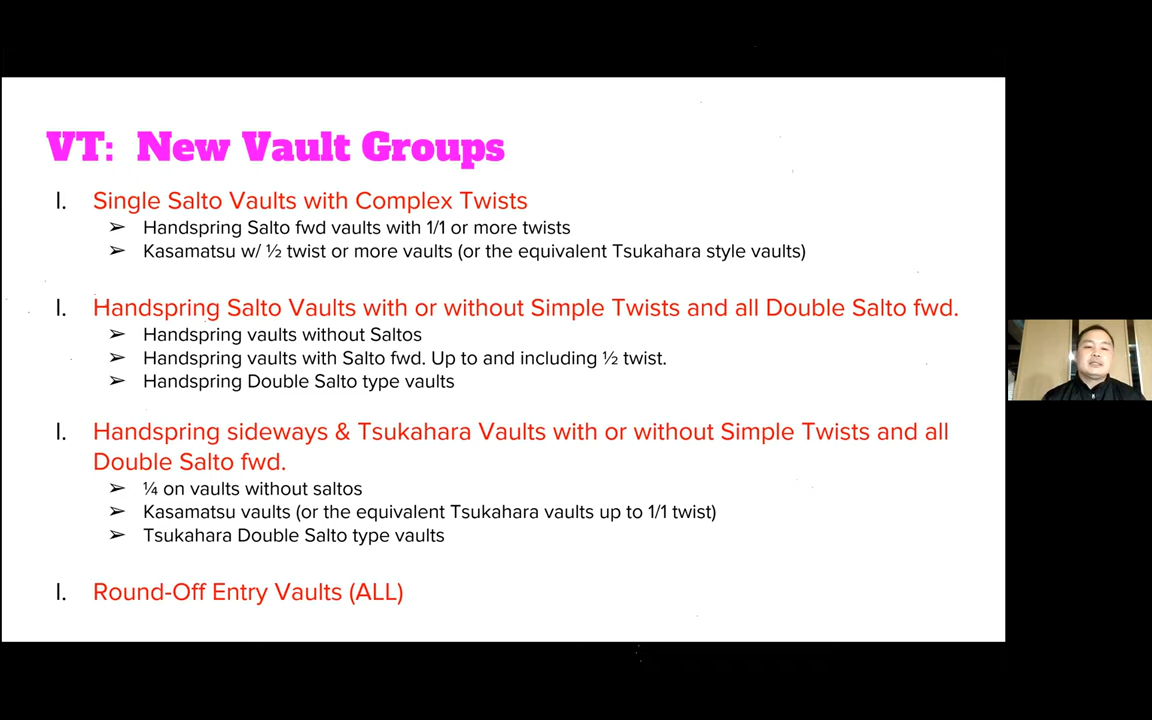 VT: New Vault Groups
I. Single Salto Vaults with Complex Twists
➢ Handspring Salto fwd vaults with 1/1 or more twists
➢ Kasamatsu w/ ½ twist or more vaults (or the equivalent Tsukahara style vaults)
I. Handspring Salto Vaults with or without Simple Twists and all Double Salto fwd.
➢ Handspring vaults without Saltos
➢ Handspring vaults with Salto fwd. Up to and including ½ twist.
➢ Handspring Double Salto type vaults
I. Handspring sideways & Tsukahara Vaults with or without Simple Twists and all
Double Salto fwd.
➢ ¼ on vaults without saltos
➢ Kasamatsu vaults (or the equivalent Tsukahara vaults up to 1/1 twist)
➢ Tsukahara Double Salto type vaults
I. Round-Off Entry Vaults (ALL)